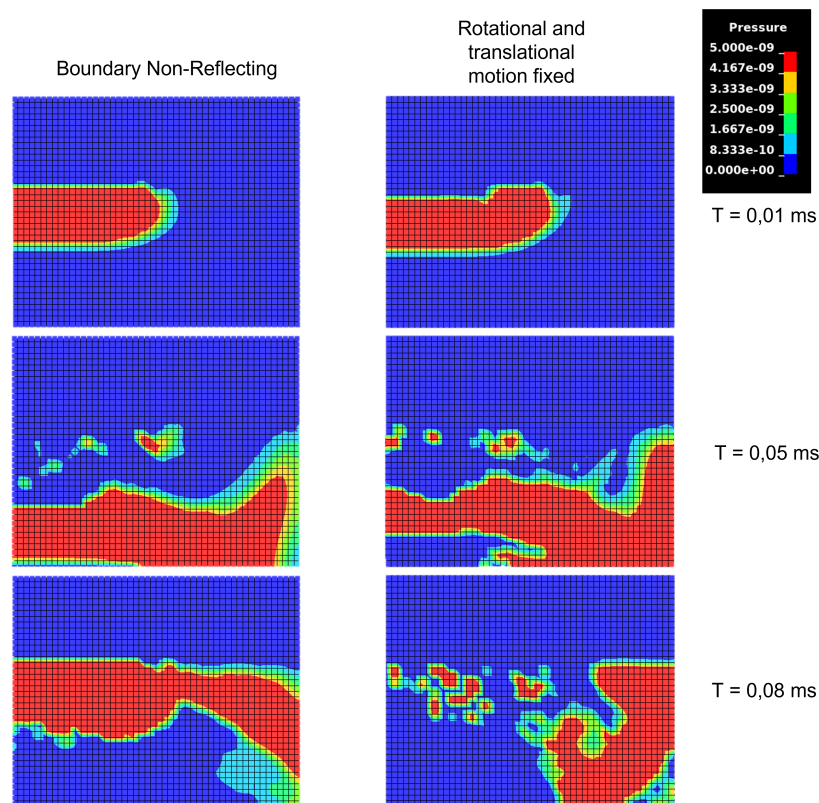 Boundary Non-Reflecting
Rotational and
translational
motion fixed
Pressure
5.000e-09
4.167e-09
3.333e-09
2.500e-09
1.667e-09
8.333e-10
0.000e+00
T = 0,01 ms
T = 0,05 ms
T = 0,08 ms